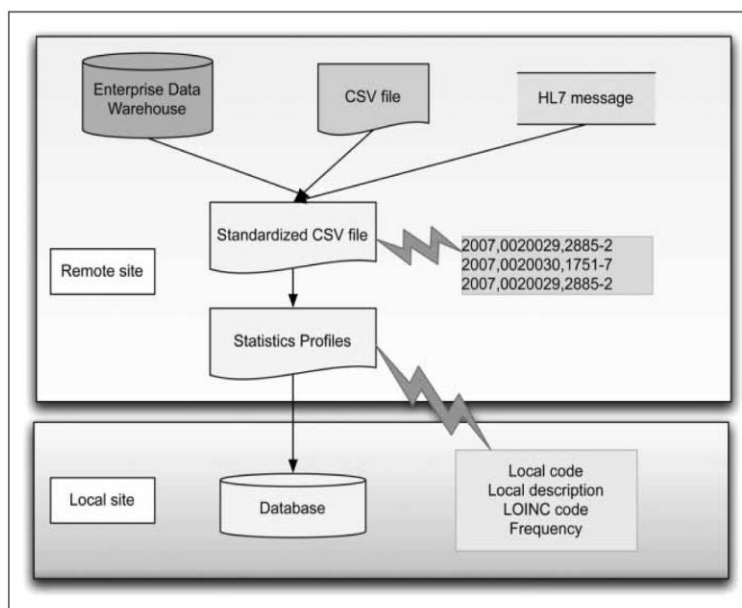 Enterprise Data
Warehouse
CSV file
HL7 message
Standardized CSV file
2007,0020029,2885-2
2007,0020030,1751-7
2007,0020029,2885-2
Remote site
Statistics Profiles
Local site
Database
Local code
Local description
LOINC code
Frequency